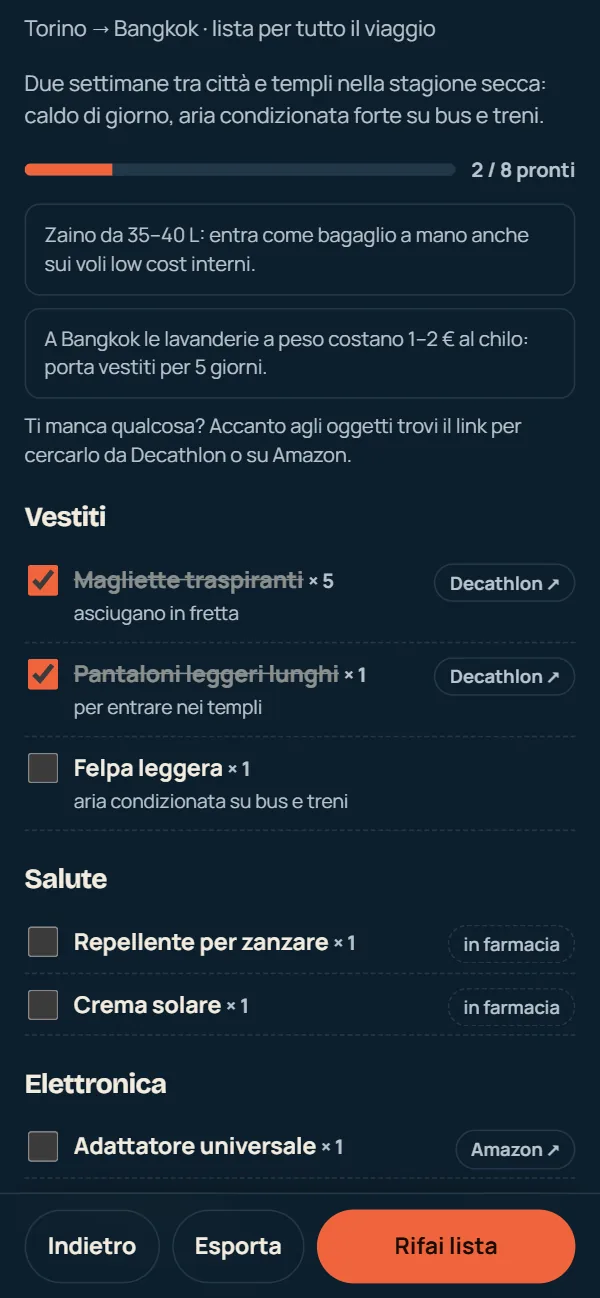 Torino → Bangkok · lista per tutto il viaggio
Due settimane tra città e templi nella stagione secca:
caldo di giorno, aria condizionata forte su bus e treni.
2 / 8 pronti
Zaino da 35–40 L: entra come bagaglio a mano anche
sui voli low cost interni.
A Bangkok le lavanderie a peso costano 1–2 € al chilo:
porta vestiti per 5 giorni.
Ti manca qualcosa? Accanto agli oggetti trovi il link per
cercarlo da Decathlon o su Amazon.
Vestiti
Magliette traspiranti × 5 Decathlon ↗
asciugano in fretta
Pantaloni leggeri lunghi × 1 Decathlon ↗
per entrare nei templi
Felpa leggera × 1
aria condizionata su bus e treni
Salute
Repellente per zanzare × 1 in farmacia
Crema solare × 1 in farmacia
Elettronica
Adattatore universale × 1 Amazon ↗
Indietro Esporta Rifai lista